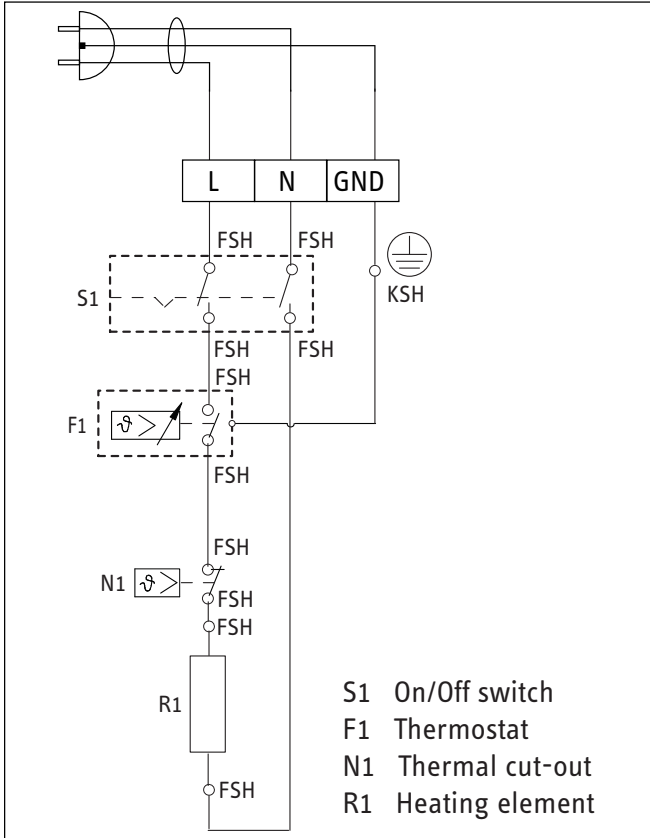 L N GND
FSH FSH
S1
KSH
FSH FSH
FSH
F1 ϑ
FSH
FSH
N1 ϑ
FSH
FSH
R1
FSH
S1 On/Off switch
F1 Thermostat
N1 Thermal cut-out
R1 Heating element